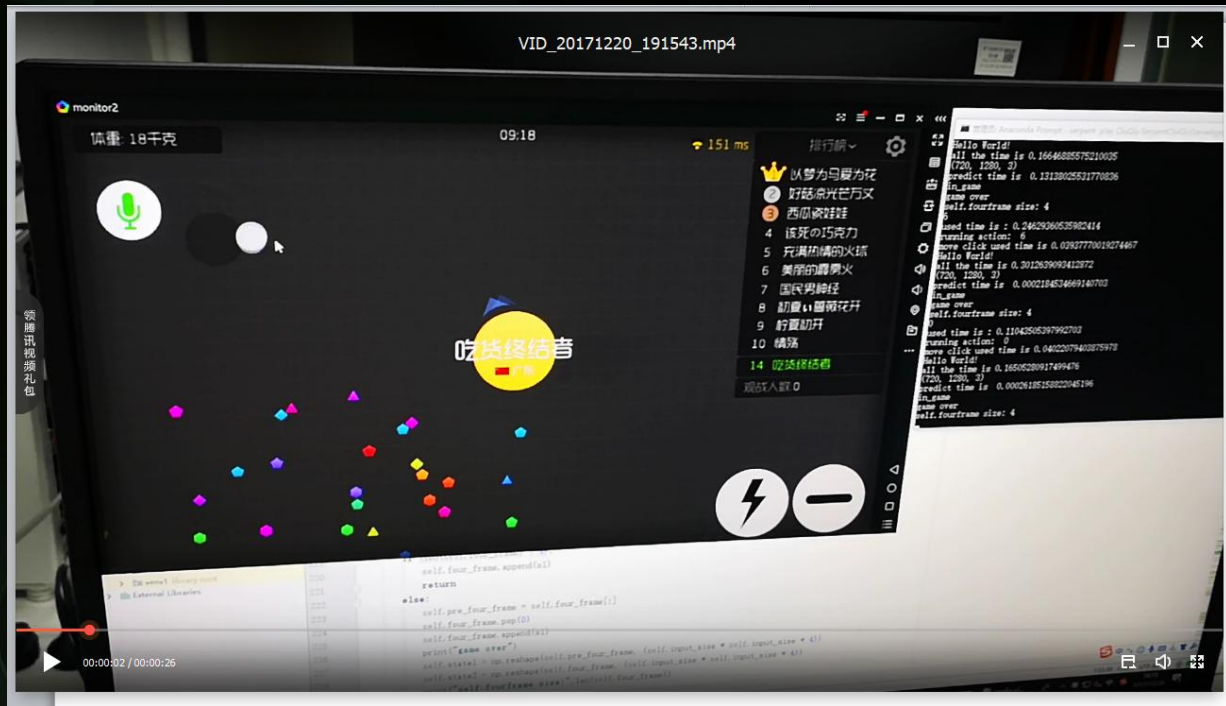 VID_20171220_191543.mp4
monitor2
体重: 18千克
09:18
151 ms
排行榜
以梦为马爱为花
2 好菇凉光芒万丈
3 西瓜瓷娃娃
4 该死の巧克力
5 充满热情的火球
6 美丽的霹雳火
7 国民男神经
8 初夏い蔷薇花开
9 柠夏初开
10 情殇
14 吃货终结者
观战人数 0
吃货终结者
领腾讯视频礼包
Hello World!
all the time is 0.16646885575210035
(720, 1280, 3)
predict time is 0.13138025531770836
in_game
game over
self.fourframe size: 4
6
used time is : 0.24629360535982414
running action: 6
move click used time is 0.03937770019274467
Hello World!
all the time is 0.3012639093412872
(720, 1280, 3)
predict time is 0.0002184534669140703
in_game
game over
self.fourframe size: 4
0
used time is : 0.11043505397992703
running action: 0
move click used time is 0.04022079403875978
Hello World!
all the time is 0.16505280917499476
(720, 1280, 3)
predict time is 0.00026185158822045196
in_game
game over
self.fourframe size: 4
External Libraries
self.four_frame.append(s1)
return
else:
self.pre_four_frame = self.four_frame[:]
self.four_frame.pop(0)
self.four_frame.append(s1)
print("game over")
00:00:02 / 00:00:26